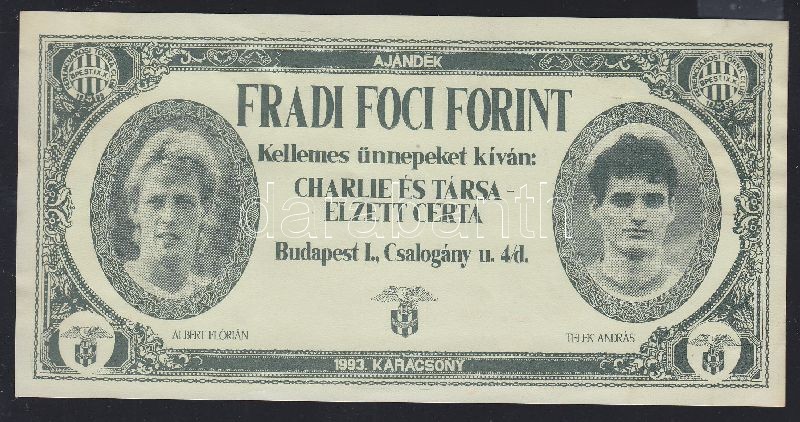 AJÁNDÉK
FRADI FOCI FORINT
Kellemes ünnepeket kíván:
CHARLIE ÉS TÁRSA -
ELZETT CERTA
Budapest I., Csalogány u. 4/d.
darabanth
ALBERT FLÓRIÁN
TELEK ANDRÁS
1993. KARÁCSONY